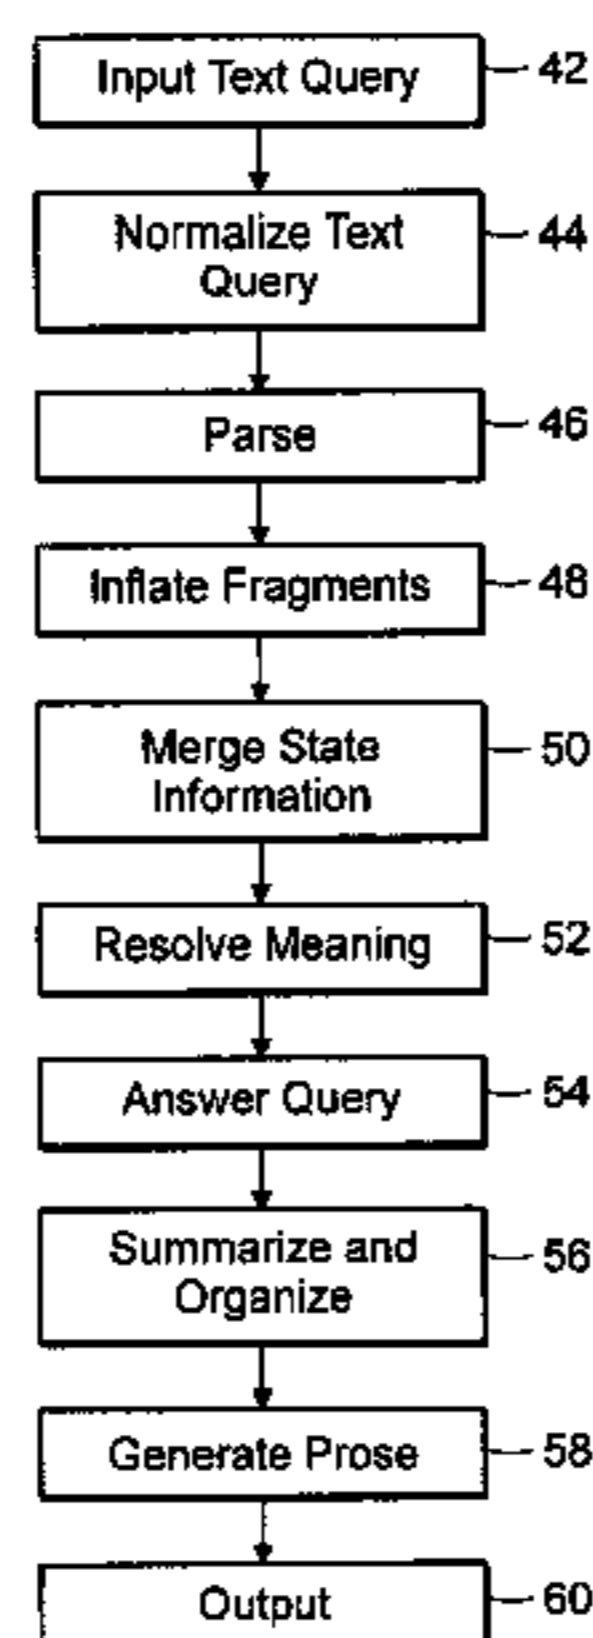 Input Text Query
42
Normalize Text
Query
44
Parse
46
Inflate Fragments
48
Merge State
Information
50
Resolve Meaning
52
Answer Query
54
Summarize and
Organize
56
Generate Prose
58
Output
60